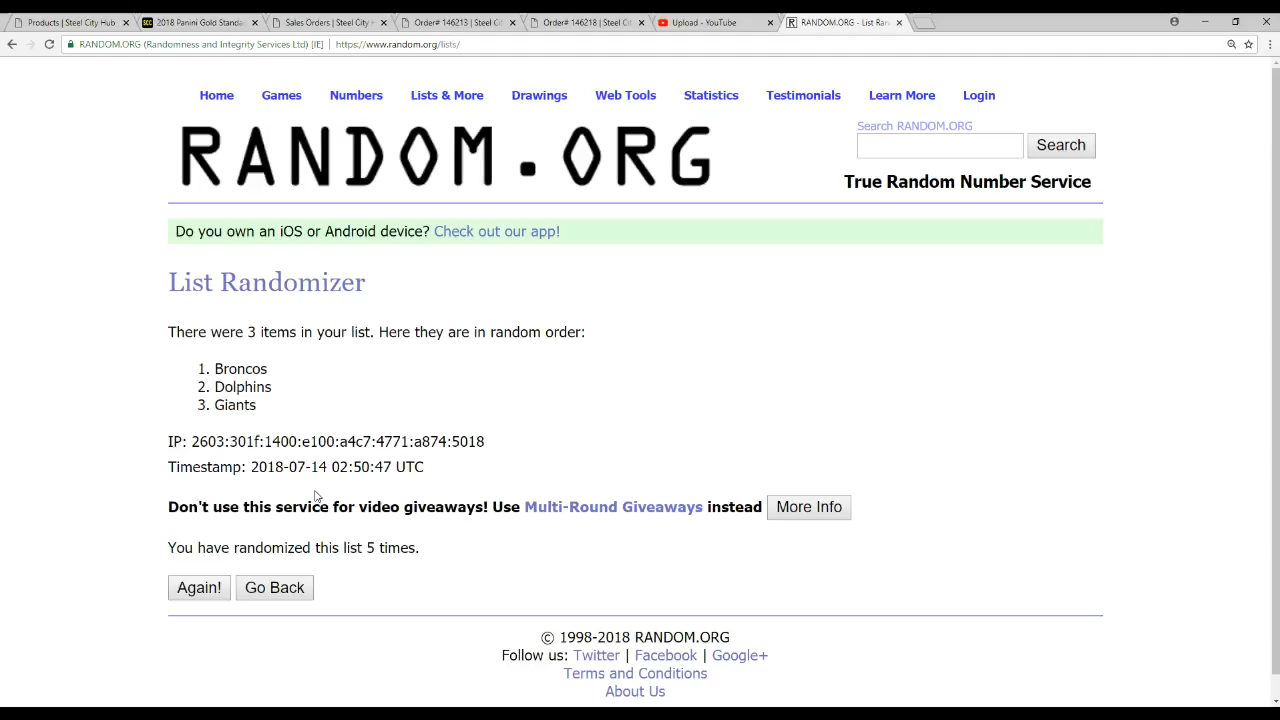 Products | Steel City Hub
2018 Panini Gold Standa
Sales Orders | Steel City H
Order# 146213 | Steel Cit
Order# 146218 | Steel Cit
Upload - YouTube
RANDOM.ORG - List Ran
RANDOM.ORG (Randomness and Integrity Services Ltd) [IE] | https://www.random.org/lists/
Home Games Numbers Lists & More Drawings Web Tools Statistics Testimonials Learn More Login
RANDOM.ORG
Search RANDOM.ORG
Search
True Random Number Service
Do you own an iOS or Android device? Check out our app!
List Randomizer
There were 3 items in your list. Here they are in random order:
1. Broncos
2. Dolphins
3. Giants
IP: 2603:301f:1400:e100:a4c7:4771:a874:5018
Timestamp: 2018-07-14 02:50:47 UTC
Don't use this service for video giveaways! Use Multi-Round Giveaways instead More Info
You have randomized this list 5 times.
Again! Go Back
© 1998-2018 RANDOM.ORG
Follow us: Twitter | Facebook | Google+
Terms and Conditions
About Us